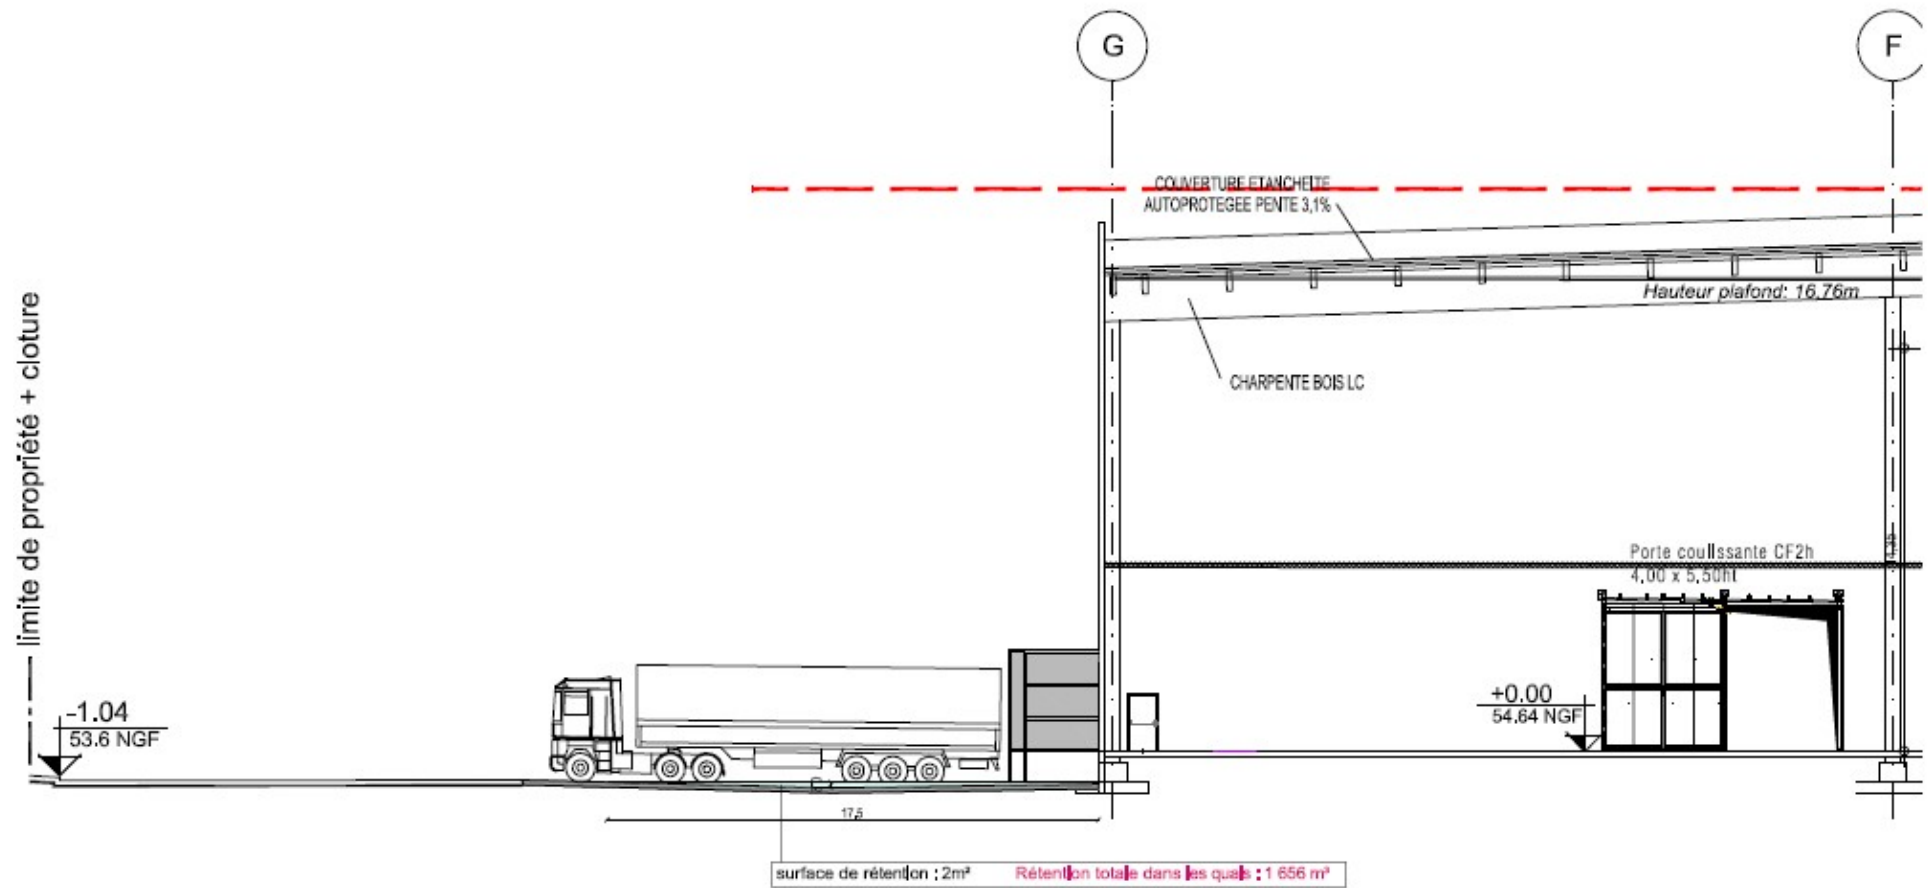 G
F
COUVERTURE ETANCHEITE
AUTOPROTEGEE PENTE 3,1%
Hauteur plafond: 16,76m
CHARPENTE BOIS LC
limite de propriété + cloture
Porte coulissante CF2h
4,00 x 5,50ht
-1.04
53.6 NGF
+0.00
54.64 NGF
17,5
surface de rétention : 2m² Rétention totale dans les quais : 1 656 m³